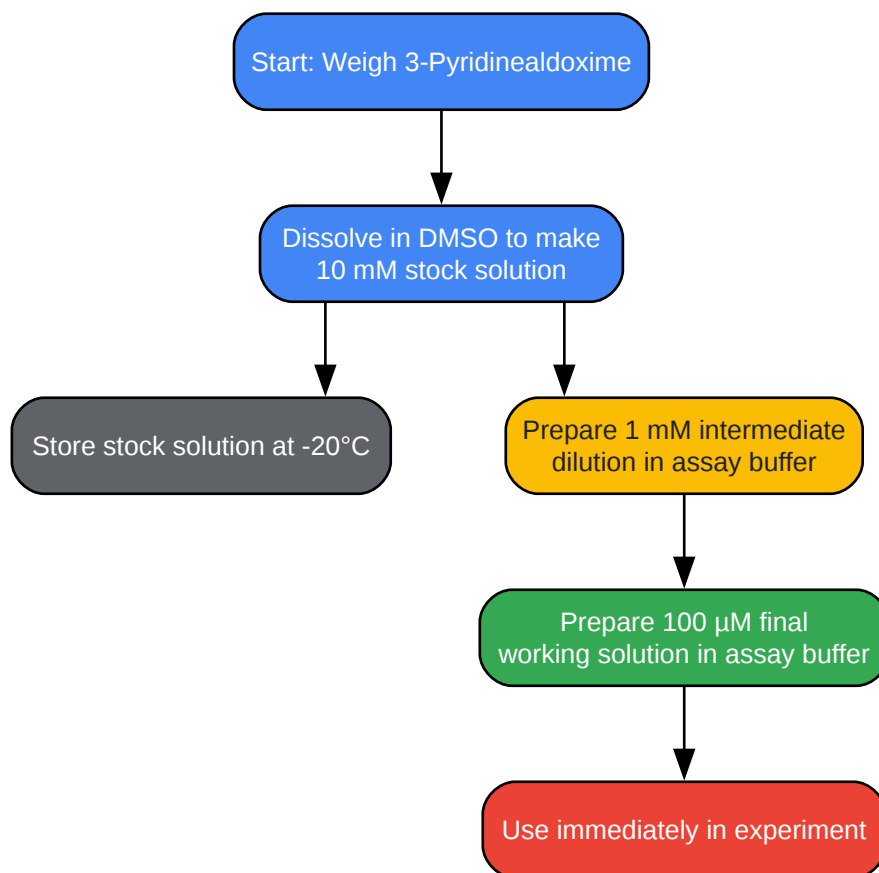 Start: Weigh 3-Pyridinealdoxime
Dissolve in DMSO to make
10 mM stock solution
Store stock solution at -20°C
Prepare 1 mM intermediate
dilution in assay buffer
Prepare 100 µM final
working solution in assay buffer
Use immediately in experiment